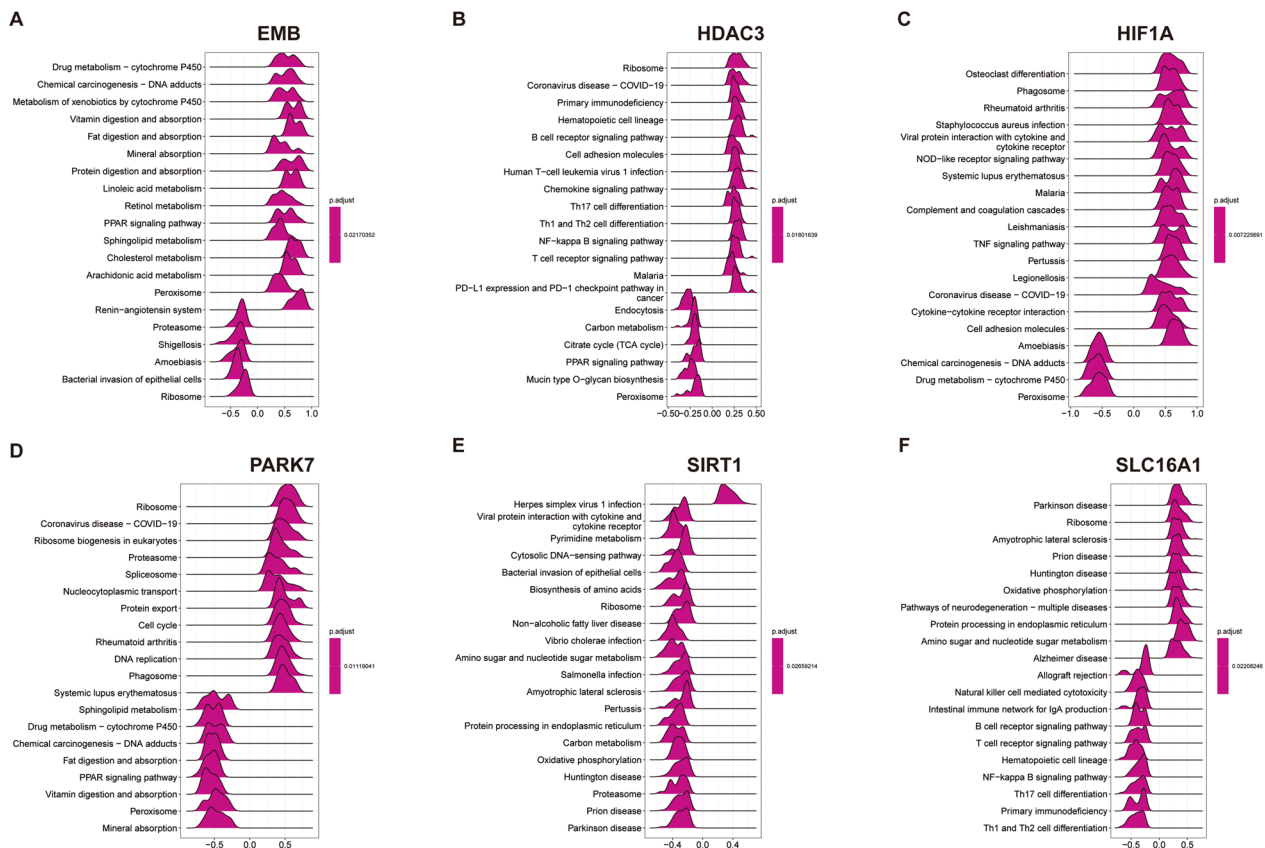 A
EMB
Drug metabolism − cytochrome P450
Chemical carcinogenesis − DNA adducts
Metabolism of xenobiotics by cytochrome P450
Vitamin digestion and absorption
Fat digestion and absorption
Mineral absorption
Protein digestion and absorption
Linoleic acid metabolism
Retinol metabolism
PPAR signaling pathway
Sphingolipid metabolism
Cholesterol metabolism
Arachidonic acid metabolism
Peroxisome
Renin−angiotensin system
Proteasome
Shigellosis
Amoebiasis
Bacterial invasion of epithelial cells
Ribosome
−0.5 0.0 0.5 1.0
p.adjust
0.02170352
B
HDAC3
Ribosome
Coronavirus disease − COVID−19
Primary immunodeficiency
Hematopoietic cell lineage
B cell receptor signaling pathway
Cell adhesion molecules
Human T−cell leukemia virus 1 infection
Chemokine signaling pathway
Th17 cell differentiation
Th1 and Th2 cell differentiation
NF−kappa B signaling pathway
T cell receptor signaling pathway
Malaria
PD−L1 expression and PD−1 checkpoint pathway in
cancer
Endocytosis
Carbon metabolism
Citrate cycle (TCA cycle)
PPAR signaling pathway
Mucin type O−glycan biosynthesis
Peroxisome
−0.50 −0.25 0.00 0.25 0.50
p.adjust
0.01801639
C
HIF1A
Osteoclast differentiation
Phagosome
Rheumatoid arthritis
Staphylococcus aureus infection
Viral protein interaction with cytokine and
cytokine receptor
NOD−like receptor signaling pathway
Systemic lupus erythematosus
Malaria
Complement and coagulation cascades
Leishmaniasis
TNF signaling pathway
Pertussis
Legionellosis
Coronavirus disease − COVID−19
Cytokine−cytokine receptor interaction
Cell adhesion molecules
Amoebiasis
Chemical carcinogenesis − DNA adducts
Drug metabolism − cytochrome P450
Peroxisome
−1.0 −0.5 0.0 0.5 1.0
p.adjust
0.007225691
D
PARK7
Ribosome
Coronavirus disease − COVID−19
Ribosome biogenesis in eukaryotes
Proteasome
Spliceosome
Nucleocytoplasmic transport
Protein export
Cell cycle
Rheumatoid arthritis
DNA replication
Phagosome
Systemic lupus erythematosus
Sphingolipid metabolism
Drug metabolism − cytochrome P450
Chemical carcinogenesis − DNA adducts
Fat digestion and absorption
PPAR signaling pathway
Vitamin digestion and absorption
Peroxisome
Mineral absorption
−0.5 0.0 0.5
p.adjust
0.01119041
E
SIRT1
Herpes simplex virus 1 infection
Viral protein interaction with cytokine and
cytokine receptor
Pyrimidine metabolism
Cytosolic DNA−sensing pathway
Bacterial invasion of epithelial cells
Biosynthesis of amino acids
Ribosome
Non−alcoholic fatty liver disease
Vibrio cholerae infection
Amino sugar and nucleotide sugar metabolism
Salmonella infection
Amyotrophic lateral sclerosis
Pertussis
Protein processing in endoplasmic reticulum
Carbon metabolism
Oxidative phosphorylation
Huntington disease
Proteasome
Prion disease
Parkinson disease
−0.4 0.0 0.4
p.adjust
0.02659214
F
SLC16A1
Parkinson disease
Ribosome
Amyotrophic lateral sclerosis
Prion disease
Huntington disease
Oxidative phosphorylation
Pathways of neurodegeneration − multiple diseases
Protein processing in endoplasmic reticulum
Amino sugar and nucleotide sugar metabolism
Alzheimer disease
Allograft rejection
Natural killer cell mediated cytotoxicity
Intestinal immune network for IgA production
B cell receptor signaling pathway
T cell receptor signaling pathway
Hematopoietic cell lineage
NF−kappa B signaling pathway
Th17 cell differentiation
Primary immunodeficiency
Th1 and Th2 cell differentiation
−0.5 0.0 0.5
p.adjust
0.02208246